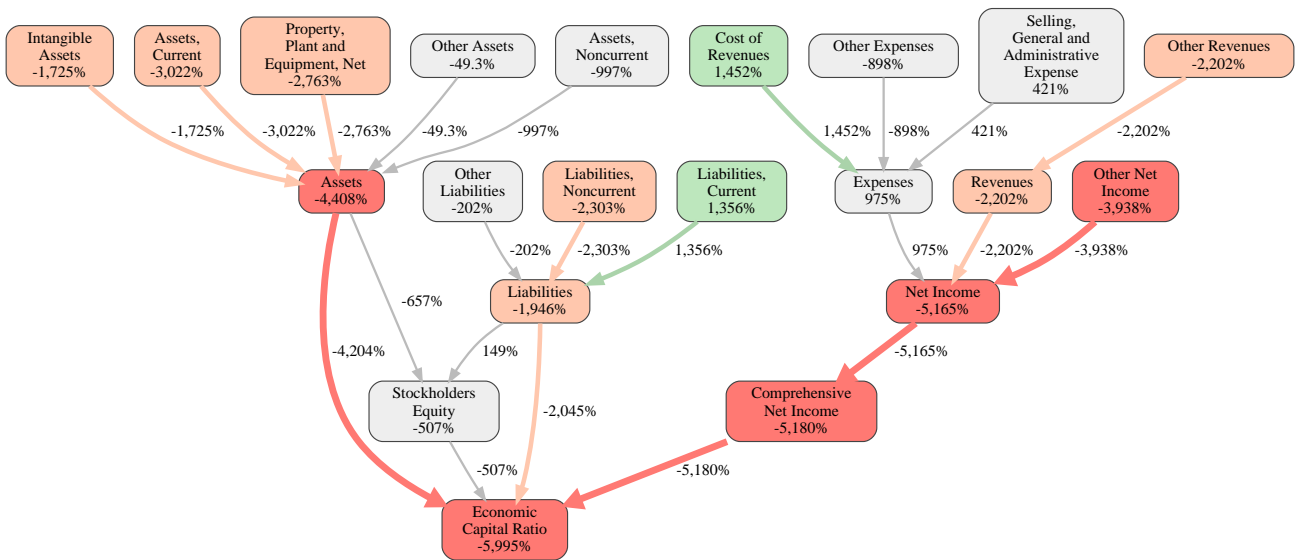 Intangible
Assets
-1,725%
Assets,
Current
-3,022%
Property,
Plant and
Equipment, Net
-2,763%
Other Assets
-49.3%
Assets,
Noncurrent
-997%
Cost of
Revenues
1,452%
Other Expenses
-898%
Selling,
General and
Administrative
Expense
421%
Other Revenues
-2,202%
-1,725%
-3,022%
-2,763%
-49.3%
-997%
1,452%
-898%
421%
-2,202%
Assets
-4,408%
Other
Liabilities
-202%
Liabilities,
Noncurrent
-2,303%
Liabilities,
Current
1,356%
Expenses
975%
Revenues
-2,202%
Other Net
Income
-3,938%
-202%
-2,303%
1,356%
975%
-2,202%
-3,938%
-657%
Liabilities
-1,946%
Net Income
-5,165%
-4,204%
149%
-5,165%
Stockholders
Equity
-507%
-2,045%
Comprehensive
Net Income
-5,180%
-507%
-5,180%
Economic
Capital Ratio
-5,995%